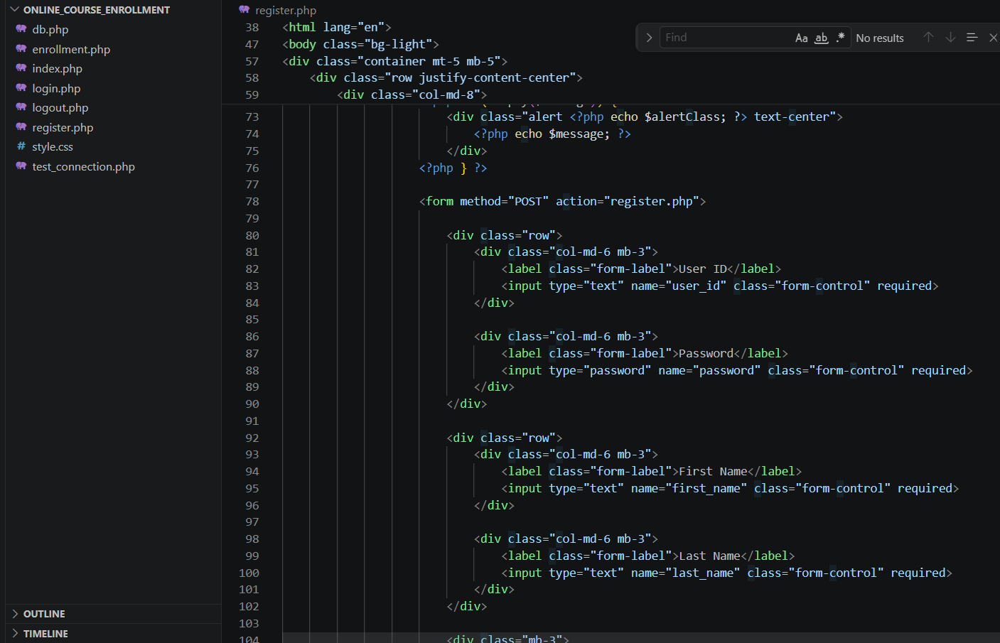 ONLINE_COURSE_ENROLLMENT
db.php
enrollment.php
index.php
login.php
logout.php
register.php
# style.css
test_connection.php
OUTLINE
TIMELINE
register.php
Find
Aa ab .* No results
38 <html lang="en">
47 <body class="bg-light">
57 <div class="container mt-5 mb-5">
58 <div class="row justify-content-center">
59 <div class="col-md-8">
73 <div class="alert <?php echo $alertClass; ?> text-center">
74 <?php echo $message; ?>
75 </div>
76 <?php } ?>
77
78 <form method="POST" action="register.php">
79
80 <div class="row">
81 <div class="col-md-6 mb-3">
82 <label class="form-label">User ID</label>
83 <input type="text" name="user_id" class="form-control" required>
84 </div>
85
86 <div class="col-md-6 mb-3">
87 <label class="form-label">Password</label>
88 <input type="password" name="password" class="form-control" required>
89 </div>
90 </div>
91
92 <div class="row">
93 <div class="col-md-6 mb-3">
94 <label class="form-label">First Name</label>
95 <input type="text" name="first_name" class="form-control" required>
96 </div>
97
98 <div class="col-md-6 mb-3">
99 <label class="form-label">Last Name</label>
100 <input type="text" name="last_name" class="form-control" required>
101 </div>
102 </div>
103
104 <div class="mb-3">